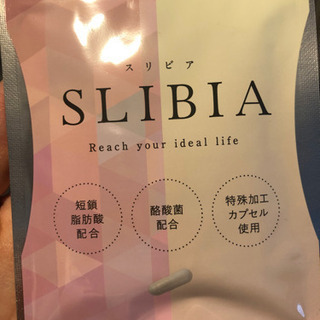 スリビア
SLIBIA
Reach your ideal life
短鎖
脂肪酸
配合
酪酸菌
配合
特殊加工
カプセル
使用